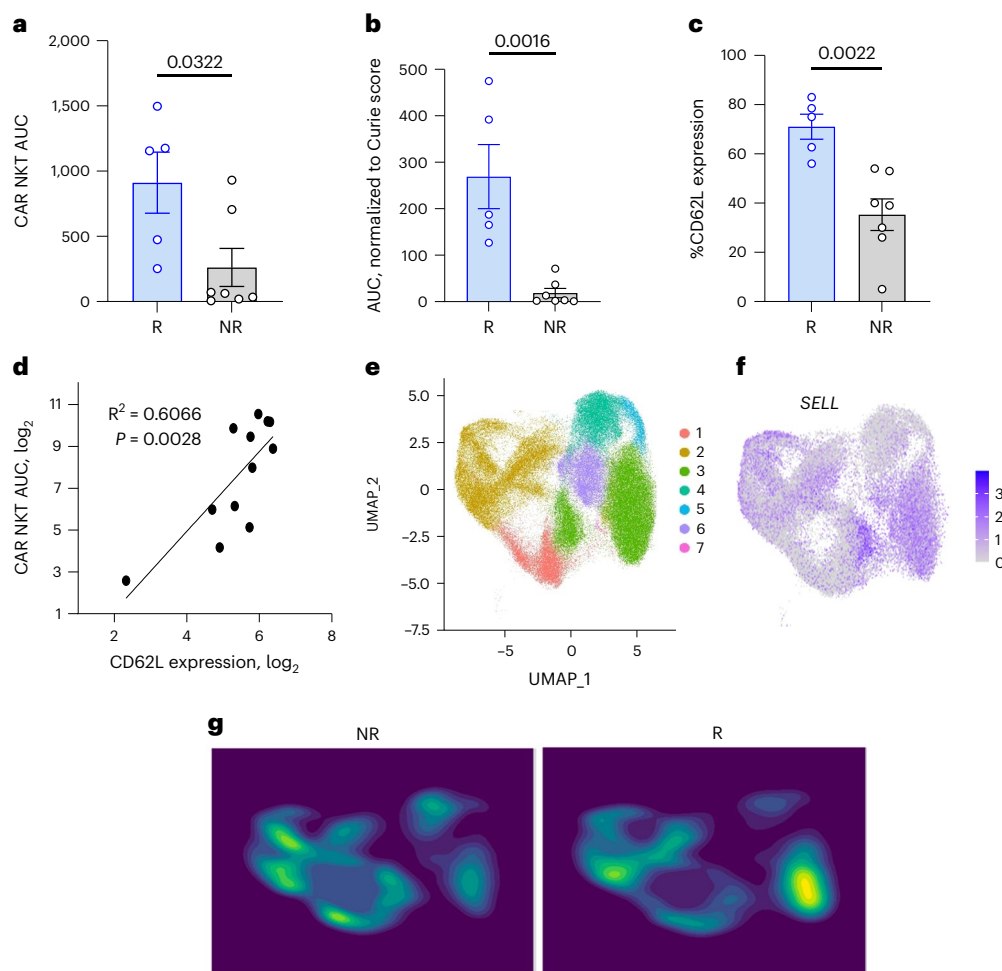 a
2,000
1,500
1,000
500
0
CAR NKT AUC
0.0322
R
NR
b
500
400
300
200
100
0
AUC, normalized to Curie score
0.0016
R
NR
c
100
80
60
40
20
0
%CD62L expression
0.0022
R
NR
d
11
9
7
5
3
1
CAR NKT AUC, log2
R² = 0.6066
P = 0.0028
2
4
6
8
CD62L expression, log2
e
5.0
2.5
0
−2.5
−5.0
−7.5
UMAP_2
−5
0
5
UMAP_1
1
2
3
4
5
6
7
f
SELL
3
2
1
0
g
NR
R